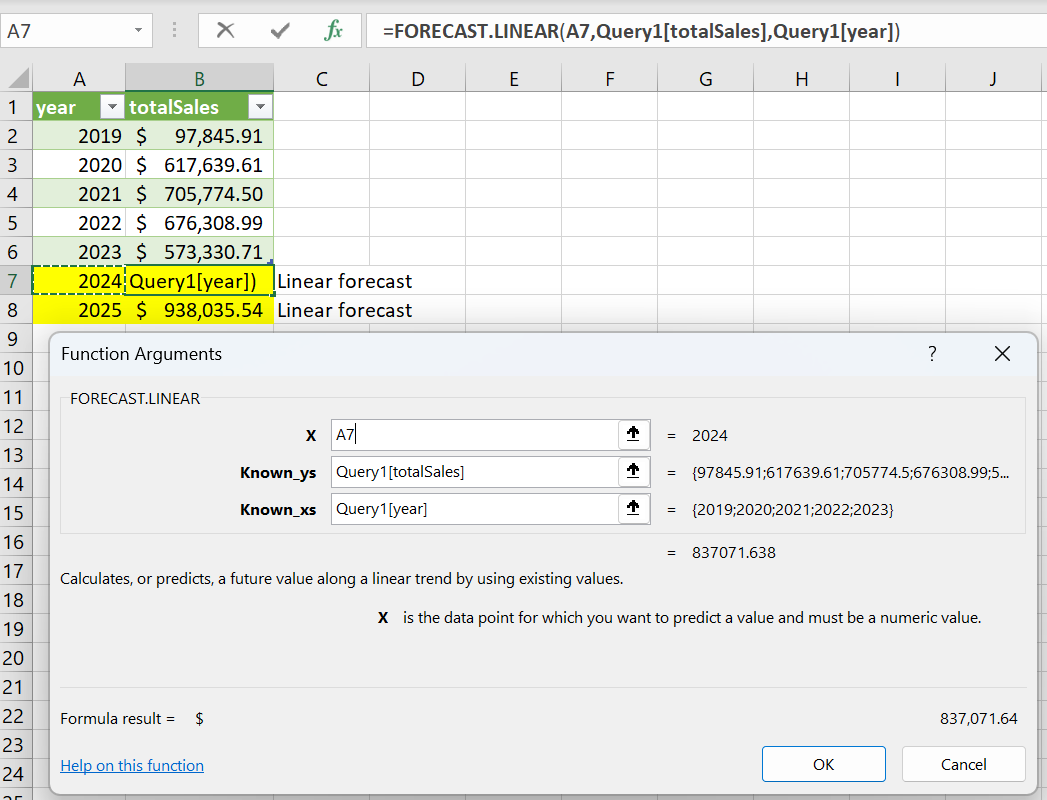 A7 fx =FORECAST.LINEAR(A7,Query1[totalSales],Query1[year])
A B C D E F G H I J
1 year totalSales
2 2019 $ 97,845.91
3 2020 $ 617,639.61
4 2021 $ 705,774.50
5 2022 $ 676,308.99
6 2023 $ 573,330.71
7 2024 Query1[year]) Linear forecast
8 2025 $ 938,035.54 Linear forecast
9
10
11
12
13
14
15
16
17
18
19
20
21
22
23
24
25
Function Arguments ?
FORECAST.LINEAR
X A7 = 2024
Known_ys Query1[totalSales] = {97845.91;617639.61;705774.5;676308.99;5...
Known_xs Query1[year] = {2019;2020;2021;2022;2023}
= 837071.638
Calculates, or predicts, a future value along a linear trend by using existing values.
X is the data point for which you want to predict a value and must be a numeric value.
Formula result = $ 837,071.64
Help on this function
OK Cancel